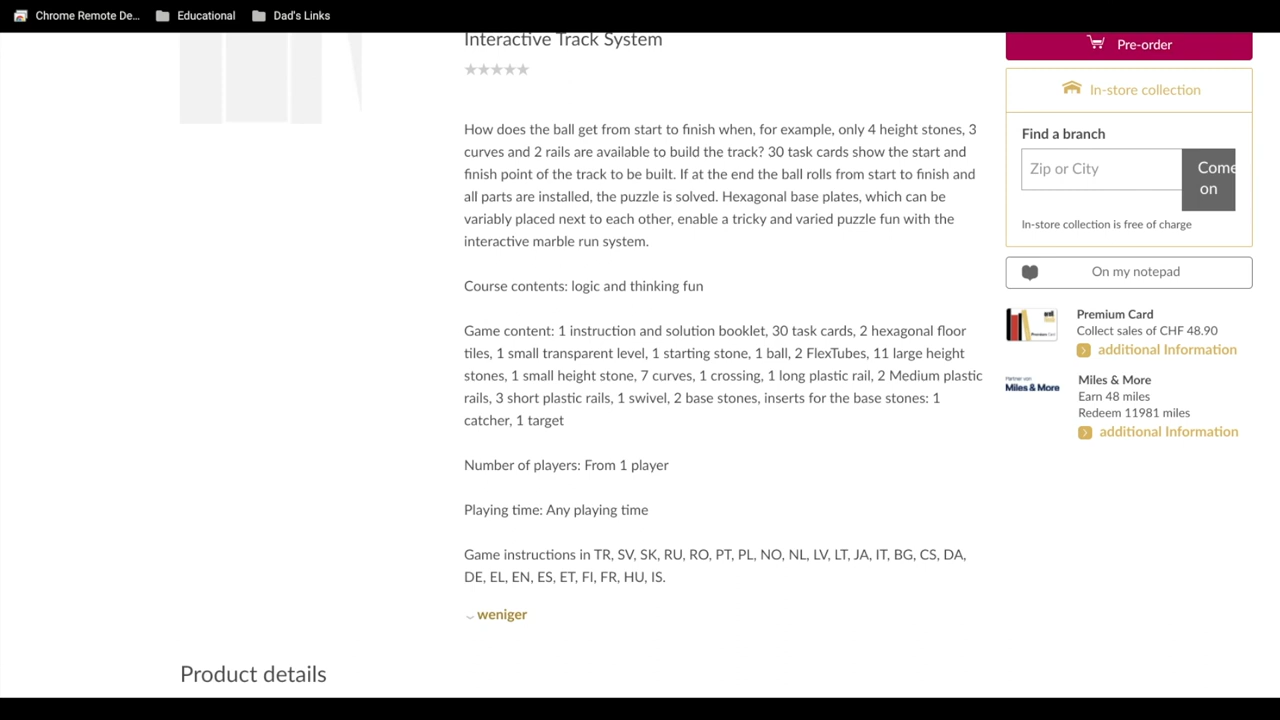 Chrome Remote De...
Educational
Dad's Links
Interactive Track System
How does the ball get from start to finish when, for example, only 4 height stones, 3
curves and 2 rails are available to build the track? 30 task cards show the start and
finish point of the track to be built. If at the end the ball rolls from start to finish and
all parts are installed, the puzzle is solved. Hexagonal base plates, which can be
variably placed next to each other, enable a tricky and varied puzzle fun with the
interactive marble run system.
Course contents: logic and thinking fun
Game content: 1 instruction and solution booklet, 30 task cards, 2 hexagonal floor
tiles, 1 small transparent level, 1 starting stone, 1 ball, 2 FlexTubes, 11 large height
stones, 1 small height stone, 7 curves, 1 crossing, 1 long plastic rail, 2 Medium plastic
rails, 3 short plastic rails, 1 swivel, 2 base stones, inserts for the base stones: 1
catcher, 1 target
Number of players: From 1 player
Playing time: Any playing time
Game instructions in TR, SV, SK, RU, RO, PT, PL, NO, NL, LV, LT, JA, IT, BG, CS, DA,
DE, EL, EN, ES, ET, FI, FR, HU, IS.
weniger
Product details
Pre-order
In-store collection
Find a branch
Zip or City
Come
on
In-store collection is free of charge
On my notepad
Premium Card
Collect sales of CHF 48.90
additional Information
Partner von
Miles & More
Miles & More
Earn 48 miles
Redeem 11981 miles
additional Information